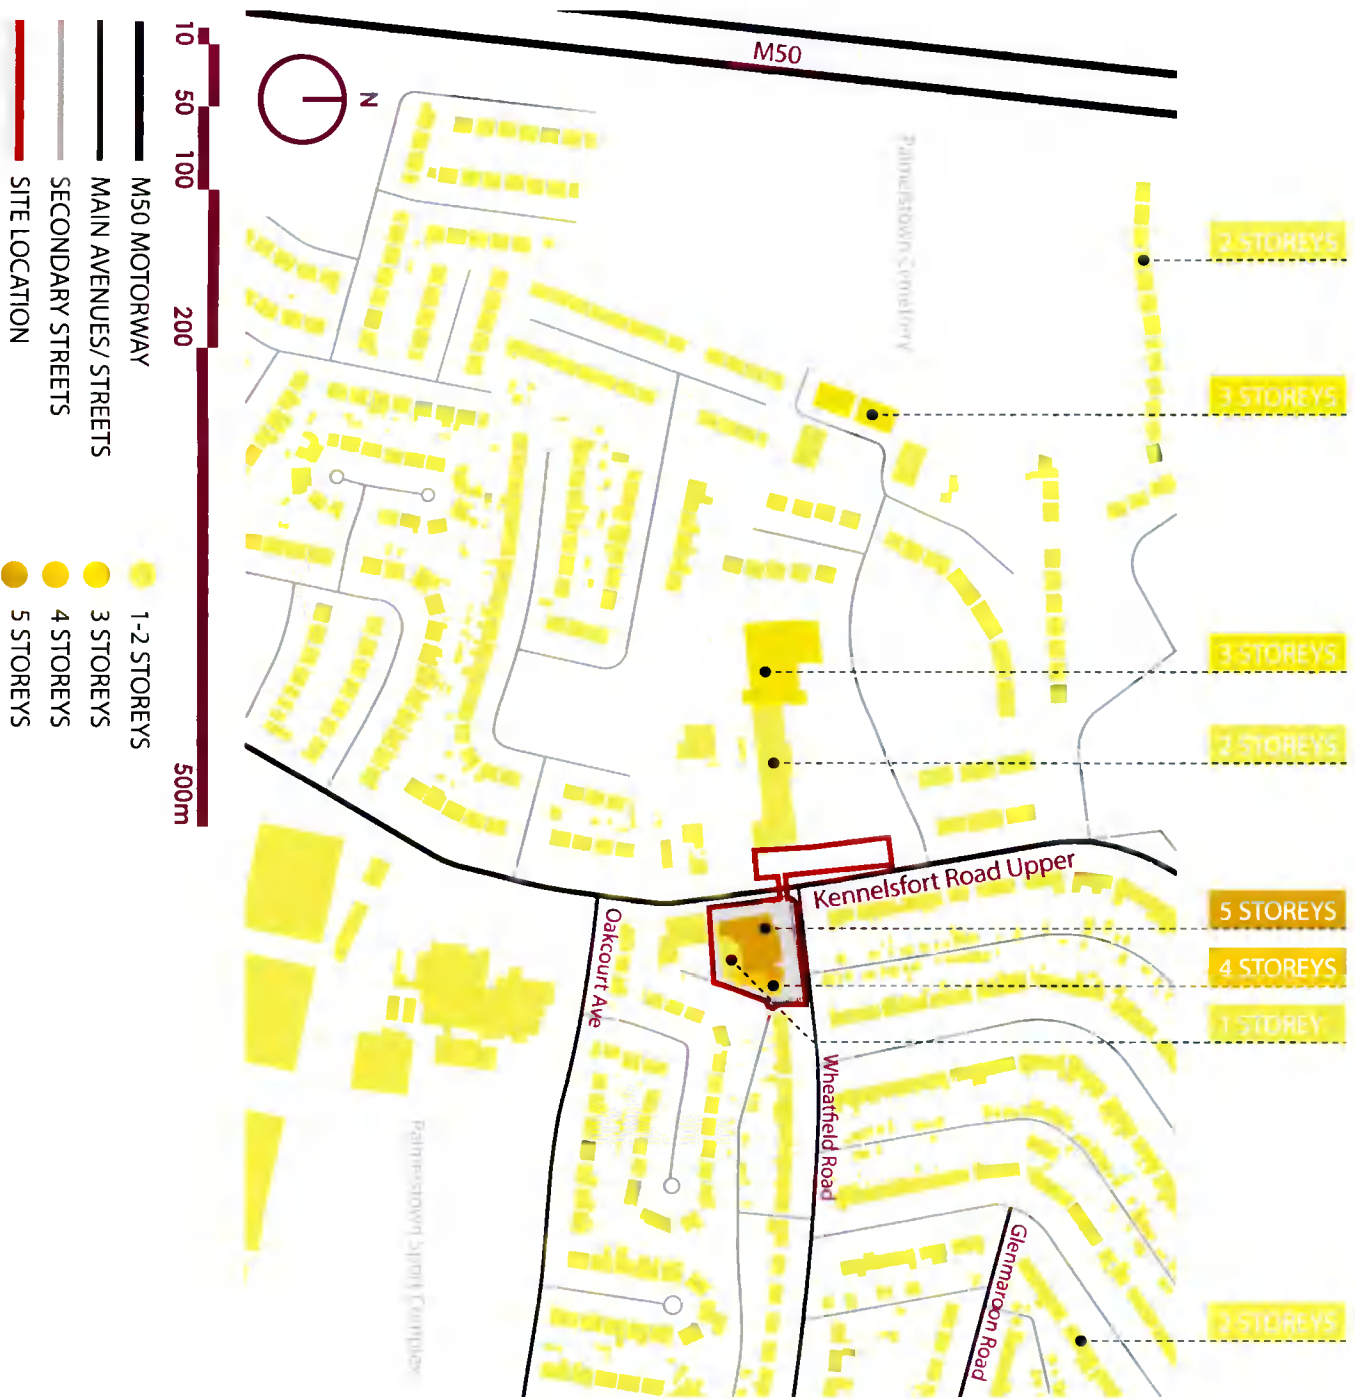 M50
Palmerstown Cemetery
2 STOREYS
3 STOREYS
3 STOREYS
2 STOREYS
5 STOREYS
4 STOREYS
1 STOREY
2 STOREYS
Kennelsfort Road Upper
Oakcourt Ave
Wheatfield Road
Glenmaroon Road
Palmerstown Sport Complex
N
10
50
100
200
500m
M50 MOTORWAY
MAIN AVENUES/ STREETS
SECONDARY STREETS
SITE LOCATION
1-2 STOREYS
3 STOREYS
4 STOREYS
5 STOREYS